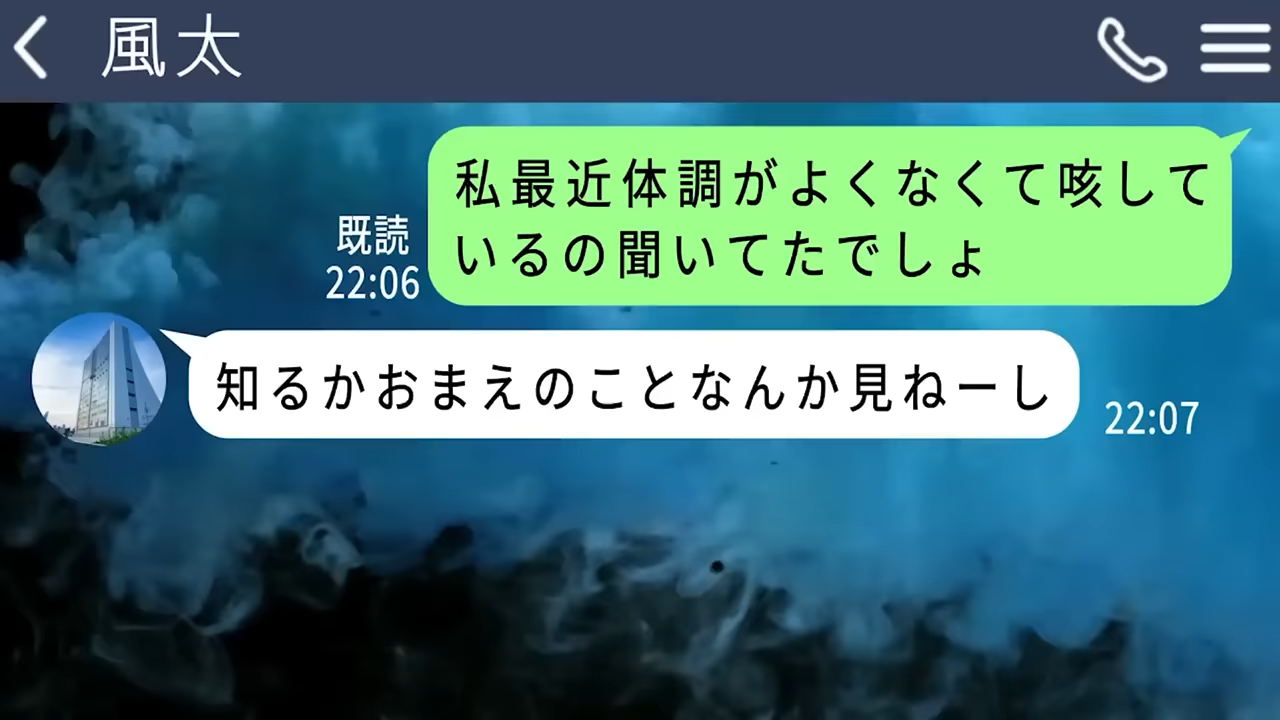 風太
私最近体調がよくなくて咳して
いるの聞いてたでしょ
既読
22:06
知るかおまえのことなんか見ねーし
22:07